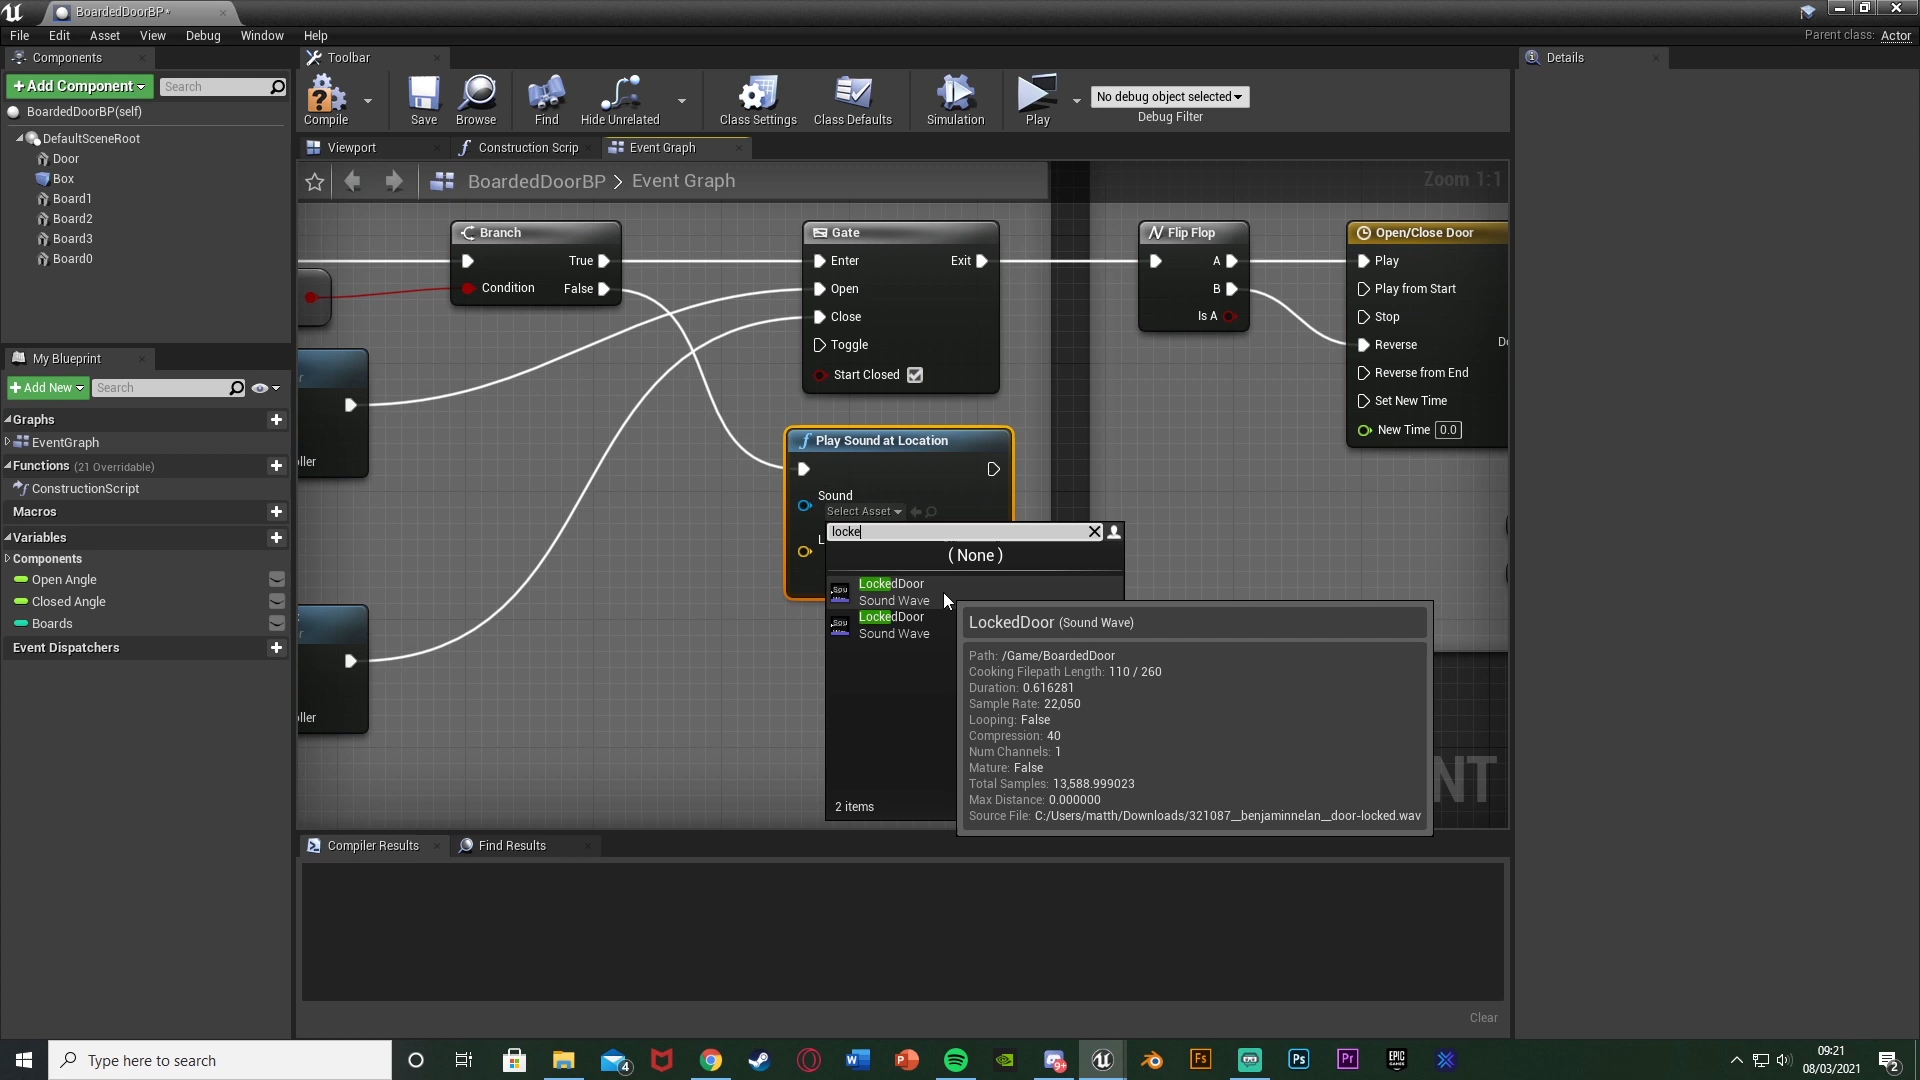 BoardedDoorBP*
File Edit Asset View Debug Window Help
Parent class: Actor
Components
Toolbar
Details
+Add Component
Search
BoardedDoorBP(self)
DefaultSceneRoot
Door
Box
Board1
Board2
Board3
Board0
Compile
Save
Browse
Find
Hide Unrelated
Class Settings
Class Defaults
Simulation
Play
No debug object selected
Debug Filter
Viewport
Construction Scrip
Event Graph
BoardedDoorBP > Event Graph
Zoom 1:1
My Blueprint
+Add New
Search
Graphs
EventGraph
Functions (21 Overridable)
ConstructionScript
Macros
Variables
Components
Open Angle
Closed Angle
Boards
Event Dispatchers
Branch
True
Condition
False
Gate
Enter
Exit
Open
Close
Toggle
Start Closed
Flip Flop
A
B
Is A
Open/Close Door
Play
Play from Start
Stop
Reverse
Reverse from End
Set New Time
New Time 0.0
ller
ller
Play Sound at Location
Sound
Select Asset
L
locke
( None )
LockedDoor
Sound Wave
LockedDoor
Sound Wave
2 items
LockedDoor (Sound Wave)
Path: /Game/BoardedDoor
Cooking Filepath Length: 110 / 260
Duration: 0.616281
Sample Rate: 22,050
Looping: False
Compression: 40
Num Channels: 1
Mature: False
Total Samples: 13,588.999023
Max Distance: 0.000000
Source File: C:/Users/matth/Downloads/321087__benjaminnelan__door-locked.wav
NT
Compiler Results
Find Results
Clear
Type here to search
09:21
08/03/2021